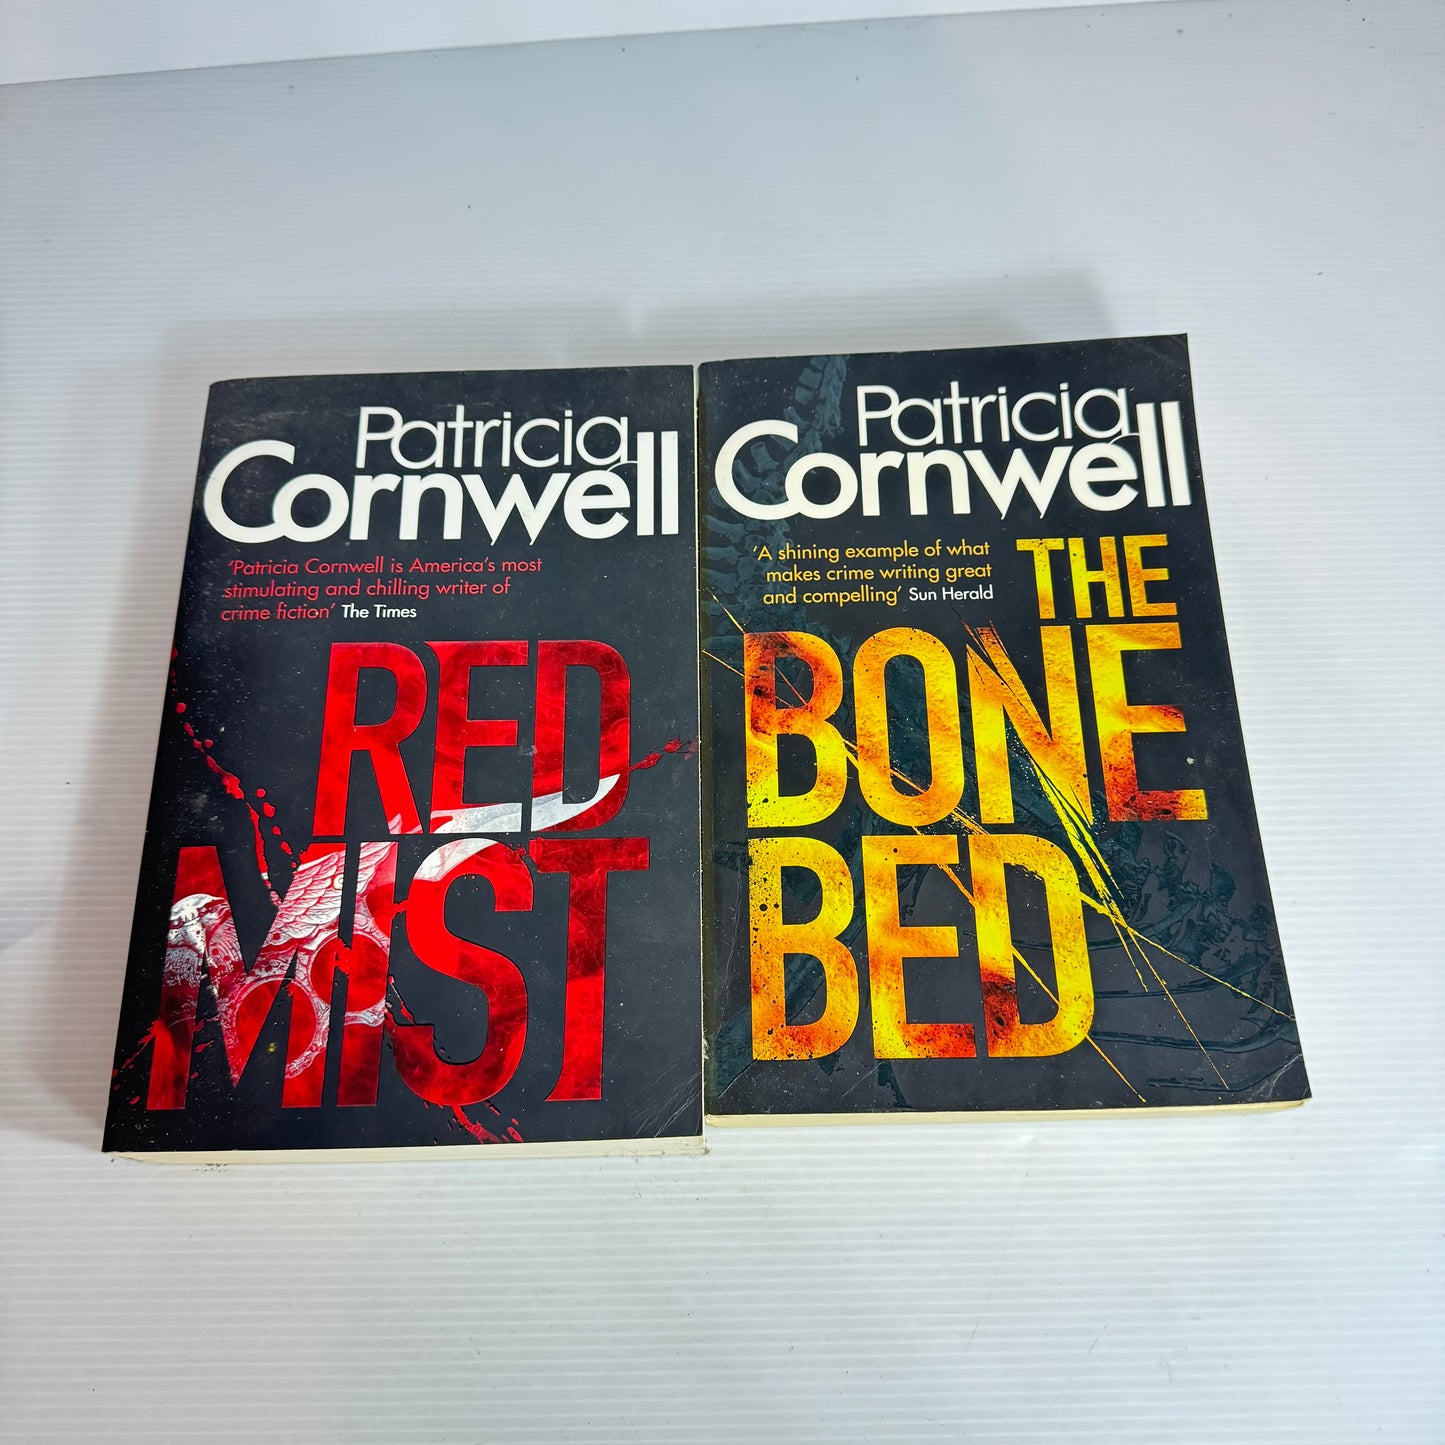 Patricia
Cornwell
'Patricia Cornwell is America's most
stimulating and chilling writer of
crime fiction' The Times
RED
MIST
Patricia
Cornwell
'A shining example of what
makes crime writing great
and compelling' Sun Herald
THE
BONE
BED